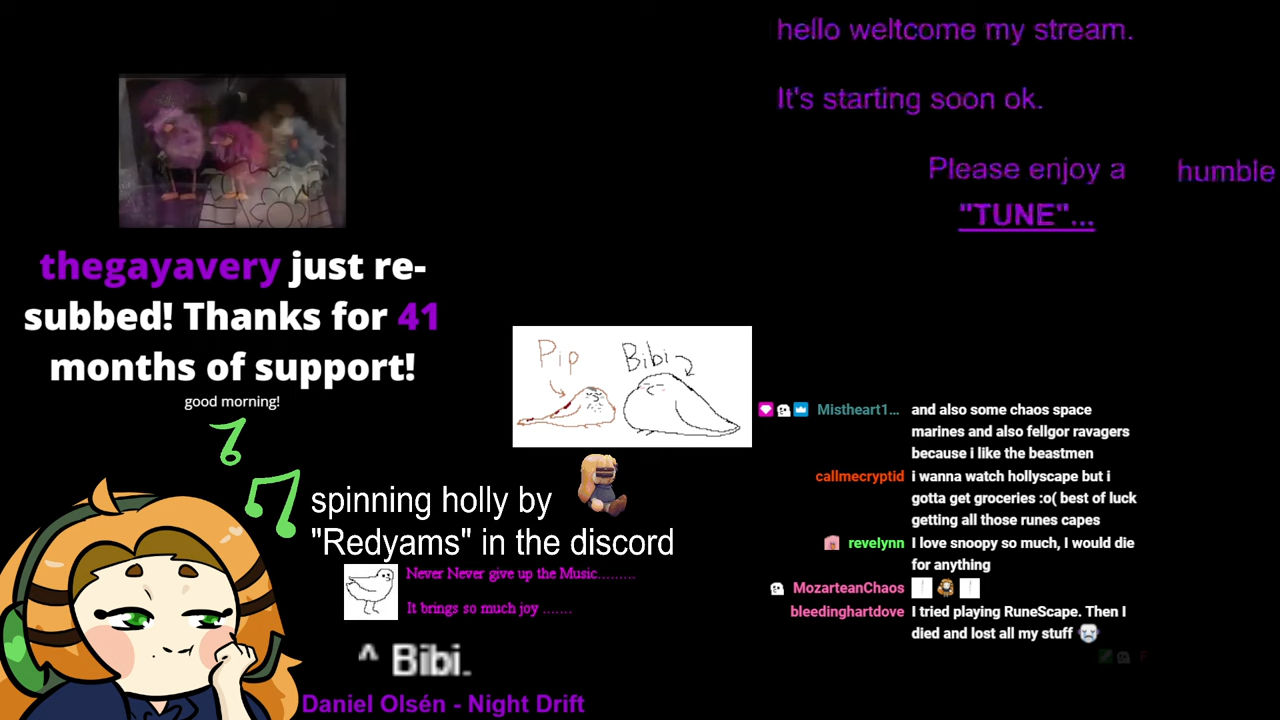 hello weltcome my stream.
It's starting soon ok.
Please enjoy a humble
"TUNE"...
thegayavery just re-
subbed! Thanks for 41
months of support!
good morning!
Pip
Bibi
spinning holly by
"Redyams" in the discord
Never Never give up the Music.........
It brings so much joy .......
^ Bibi.
Daniel Olsén - Night Drift
Mistheart1... and also some chaos space
marines and also fellgor ravagers
because i like the beastmen
callmecryptid i wanna watch hollyscape but i
gotta get groceries :o( best of luck
getting all those runes capes
revelynn I love snoopy so much, I would die
for anything
MozarteanChaos
bleedinghartdove I tried playing RuneScape. Then I
died and lost all my stuff